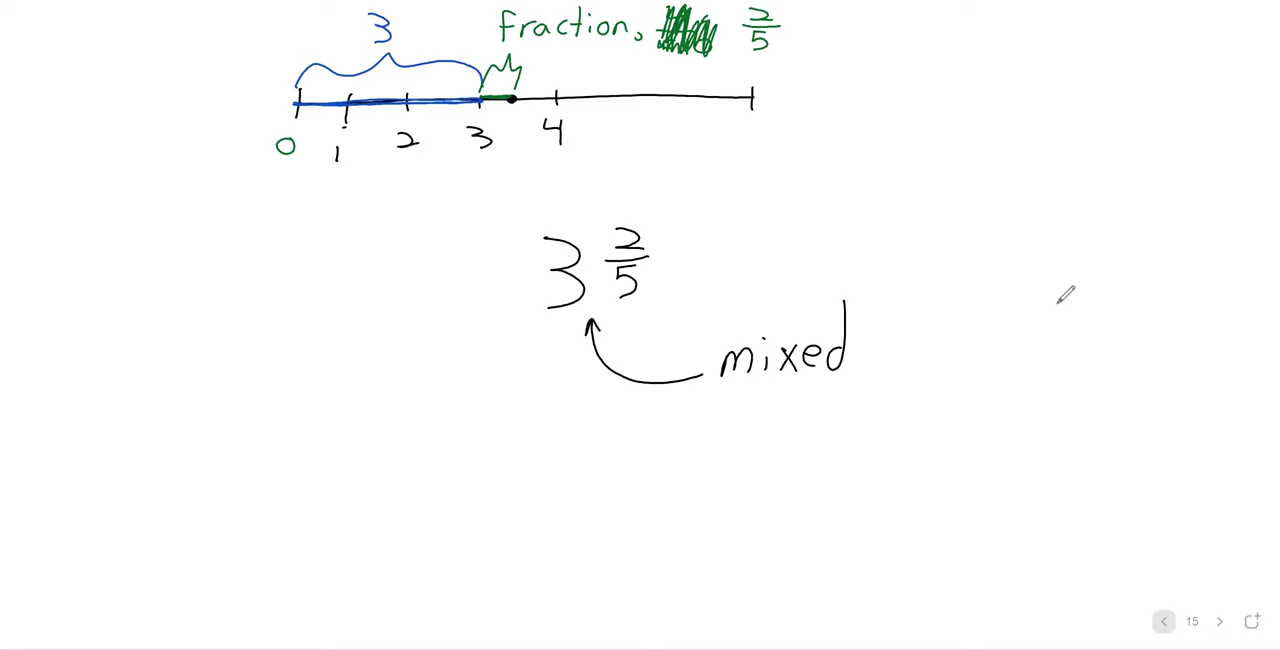 3
fraction, 2/5
0 1 2 3 4
3 2/5
mixed
15